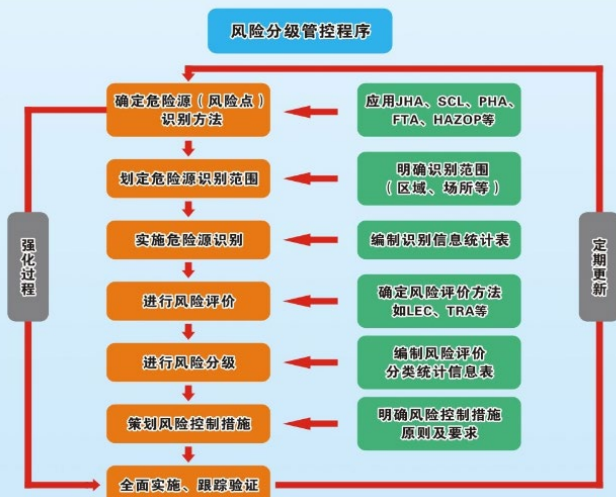 风险分级管控程序
确定危险源（风险点）
识别方法
应用JHA、SCL、PHA、
FTA、HAZOP等
划定危险源识别范围
明确识别范围
（区域、场所等）
实施危险源识别
编制识别信息统计表
强化过程
定期更新
进行风险评价
确定风险评价方法
如LEC、TRA等
进行风险分级
编制风险评价
分类统计信息表
策划风险控制措施
明确风险控制措施
原则及要求
全面实施、跟踪验证